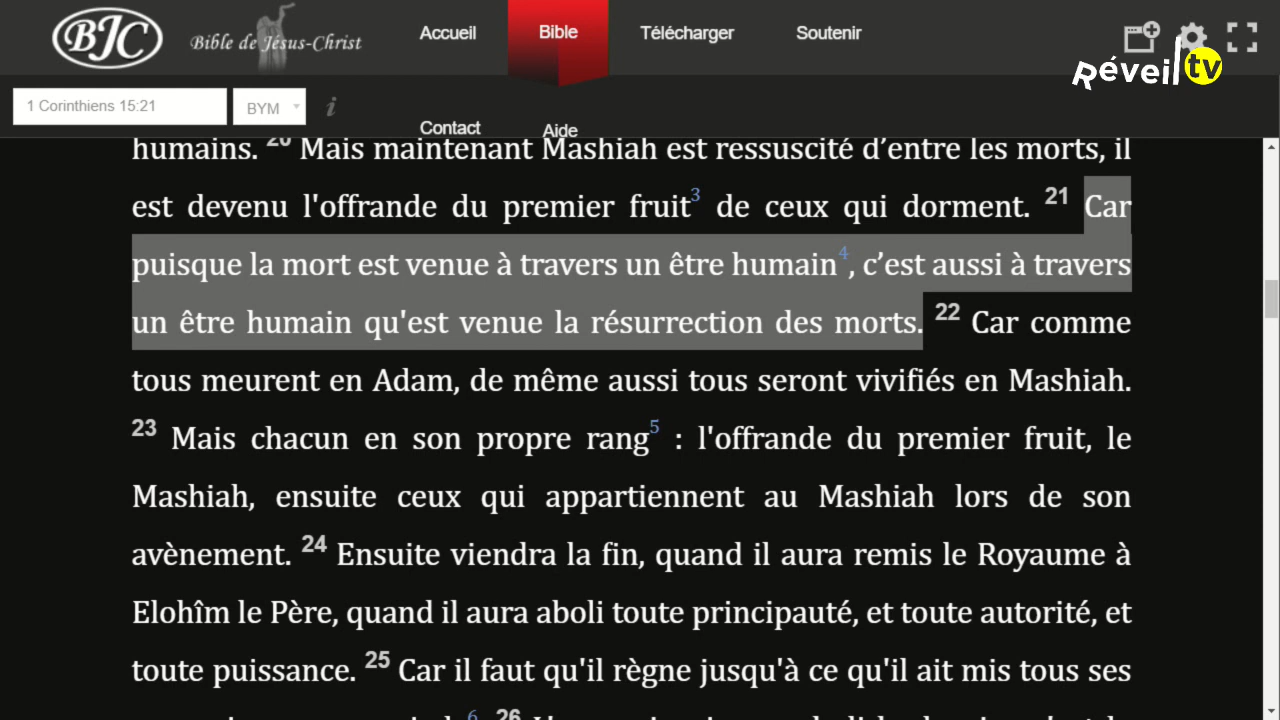 BJC Bible de Jésus-Christ Accueil Bible Télécharger Soutenir
Réveil tv
1 Corinthiens 15:21 BYM i Contact Aide
humains. 20 Mais maintenant Mashiah est ressuscité d’entre les morts, il
est devenu l'offrande du premier fruit3 de ceux qui dorment. 21 Car
puisque la mort est venue à travers un être humain4, c’est aussi à travers
un être humain qu'est venue la résurrection des morts. 22 Car comme
tous meurent en Adam, de même aussi tous seront vivifiés en Mashiah.
23 Mais chacun en son propre rang5 : l'offrande du premier fruit, le
Mashiah, ensuite ceux qui appartiennent au Mashiah lors de son
avènement. 24 Ensuite viendra la fin, quand il aura remis le Royaume à
Elohîm le Père, quand il aura aboli toute principauté, et toute autorité, et
toute puissance. 25 Car il faut qu'il règne jusqu'à ce qu'il ait mis tous ses
6 26